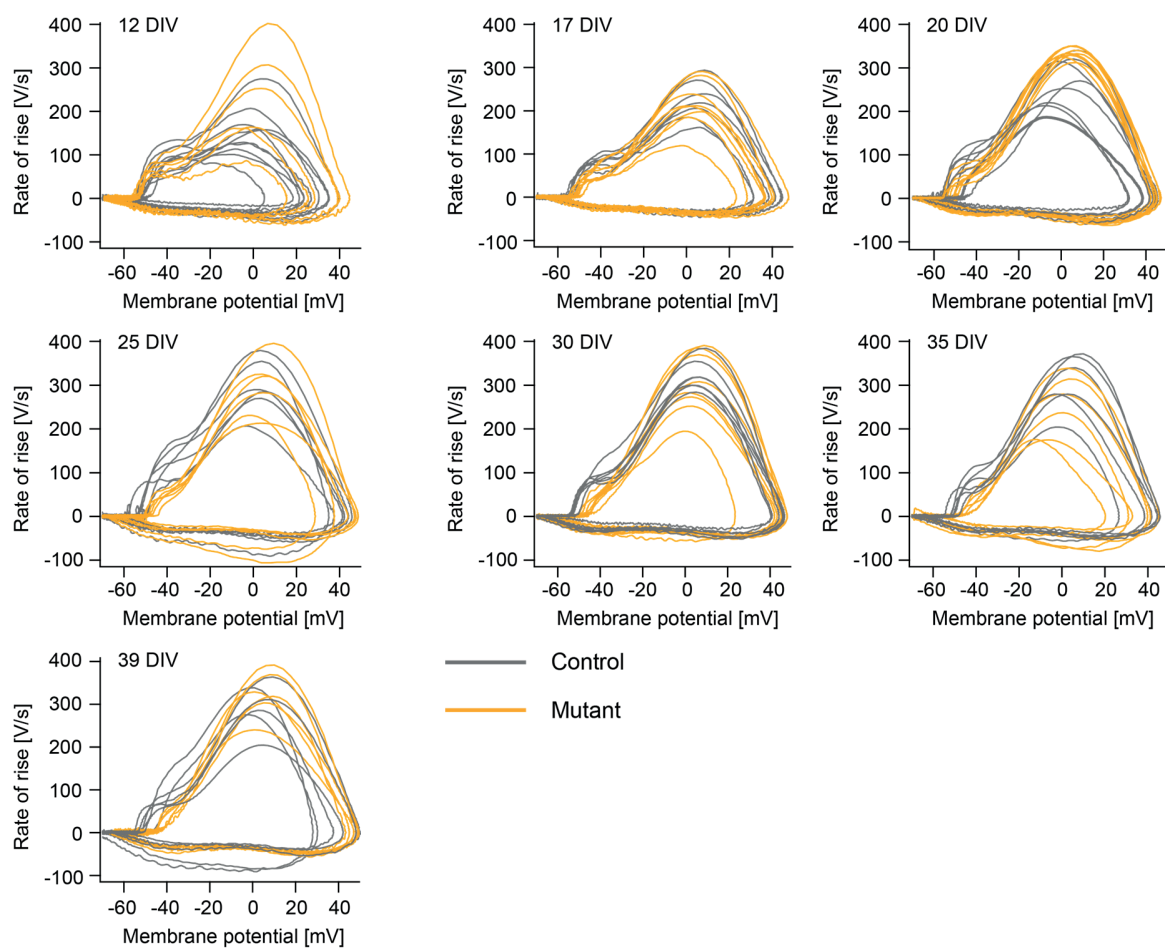 12 DIV
Rate of rise [V/s]
400
300
200
100
0
-100
-60 -40 -20 0 20 40
Membrane potential [mV]
17 DIV
Rate of rise [V/s]
400
300
200
100
0
-100
-60 -40 -20 0 20 40
Membrane potential [mV]
20 DIV
Rate of rise [V/s]
400
300
200
100
0
-100
-60 -40 -20 0 20 40
Membrane potential [mV]
25 DIV
Rate of rise [V/s]
400
300
200
100
0
-100
-60 -40 -20 0 20 40
Membrane potential [mV]
30 DIV
Rate of rise [V/s]
400
300
200
100
0
-100
-60 -40 -20 0 20 40
Membrane potential [mV]
35 DIV
Rate of rise [V/s]
400
300
200
100
0
-100
-60 -40 -20 0 20 40
Membrane potential [mV]
39 DIV
Rate of rise [V/s]
400
300
200
100
0
-100
-60 -40 -20 0 20 40
Membrane potential [mV]
Control
Mutant